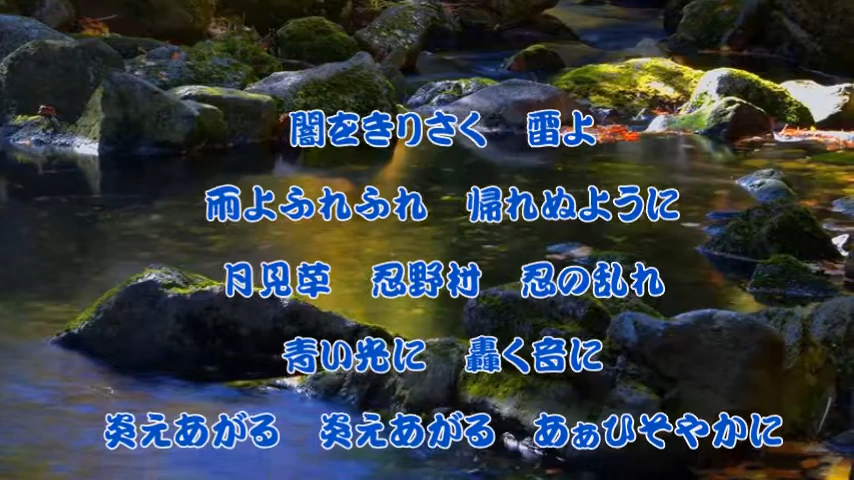 闇をきりさく　雷よ
雨よふれふれ　帰れぬように
月見草　忍野村　忍の乱れ
青い光に　轟く音に
炎えあがる　炎えあがる　あぁひそやかに